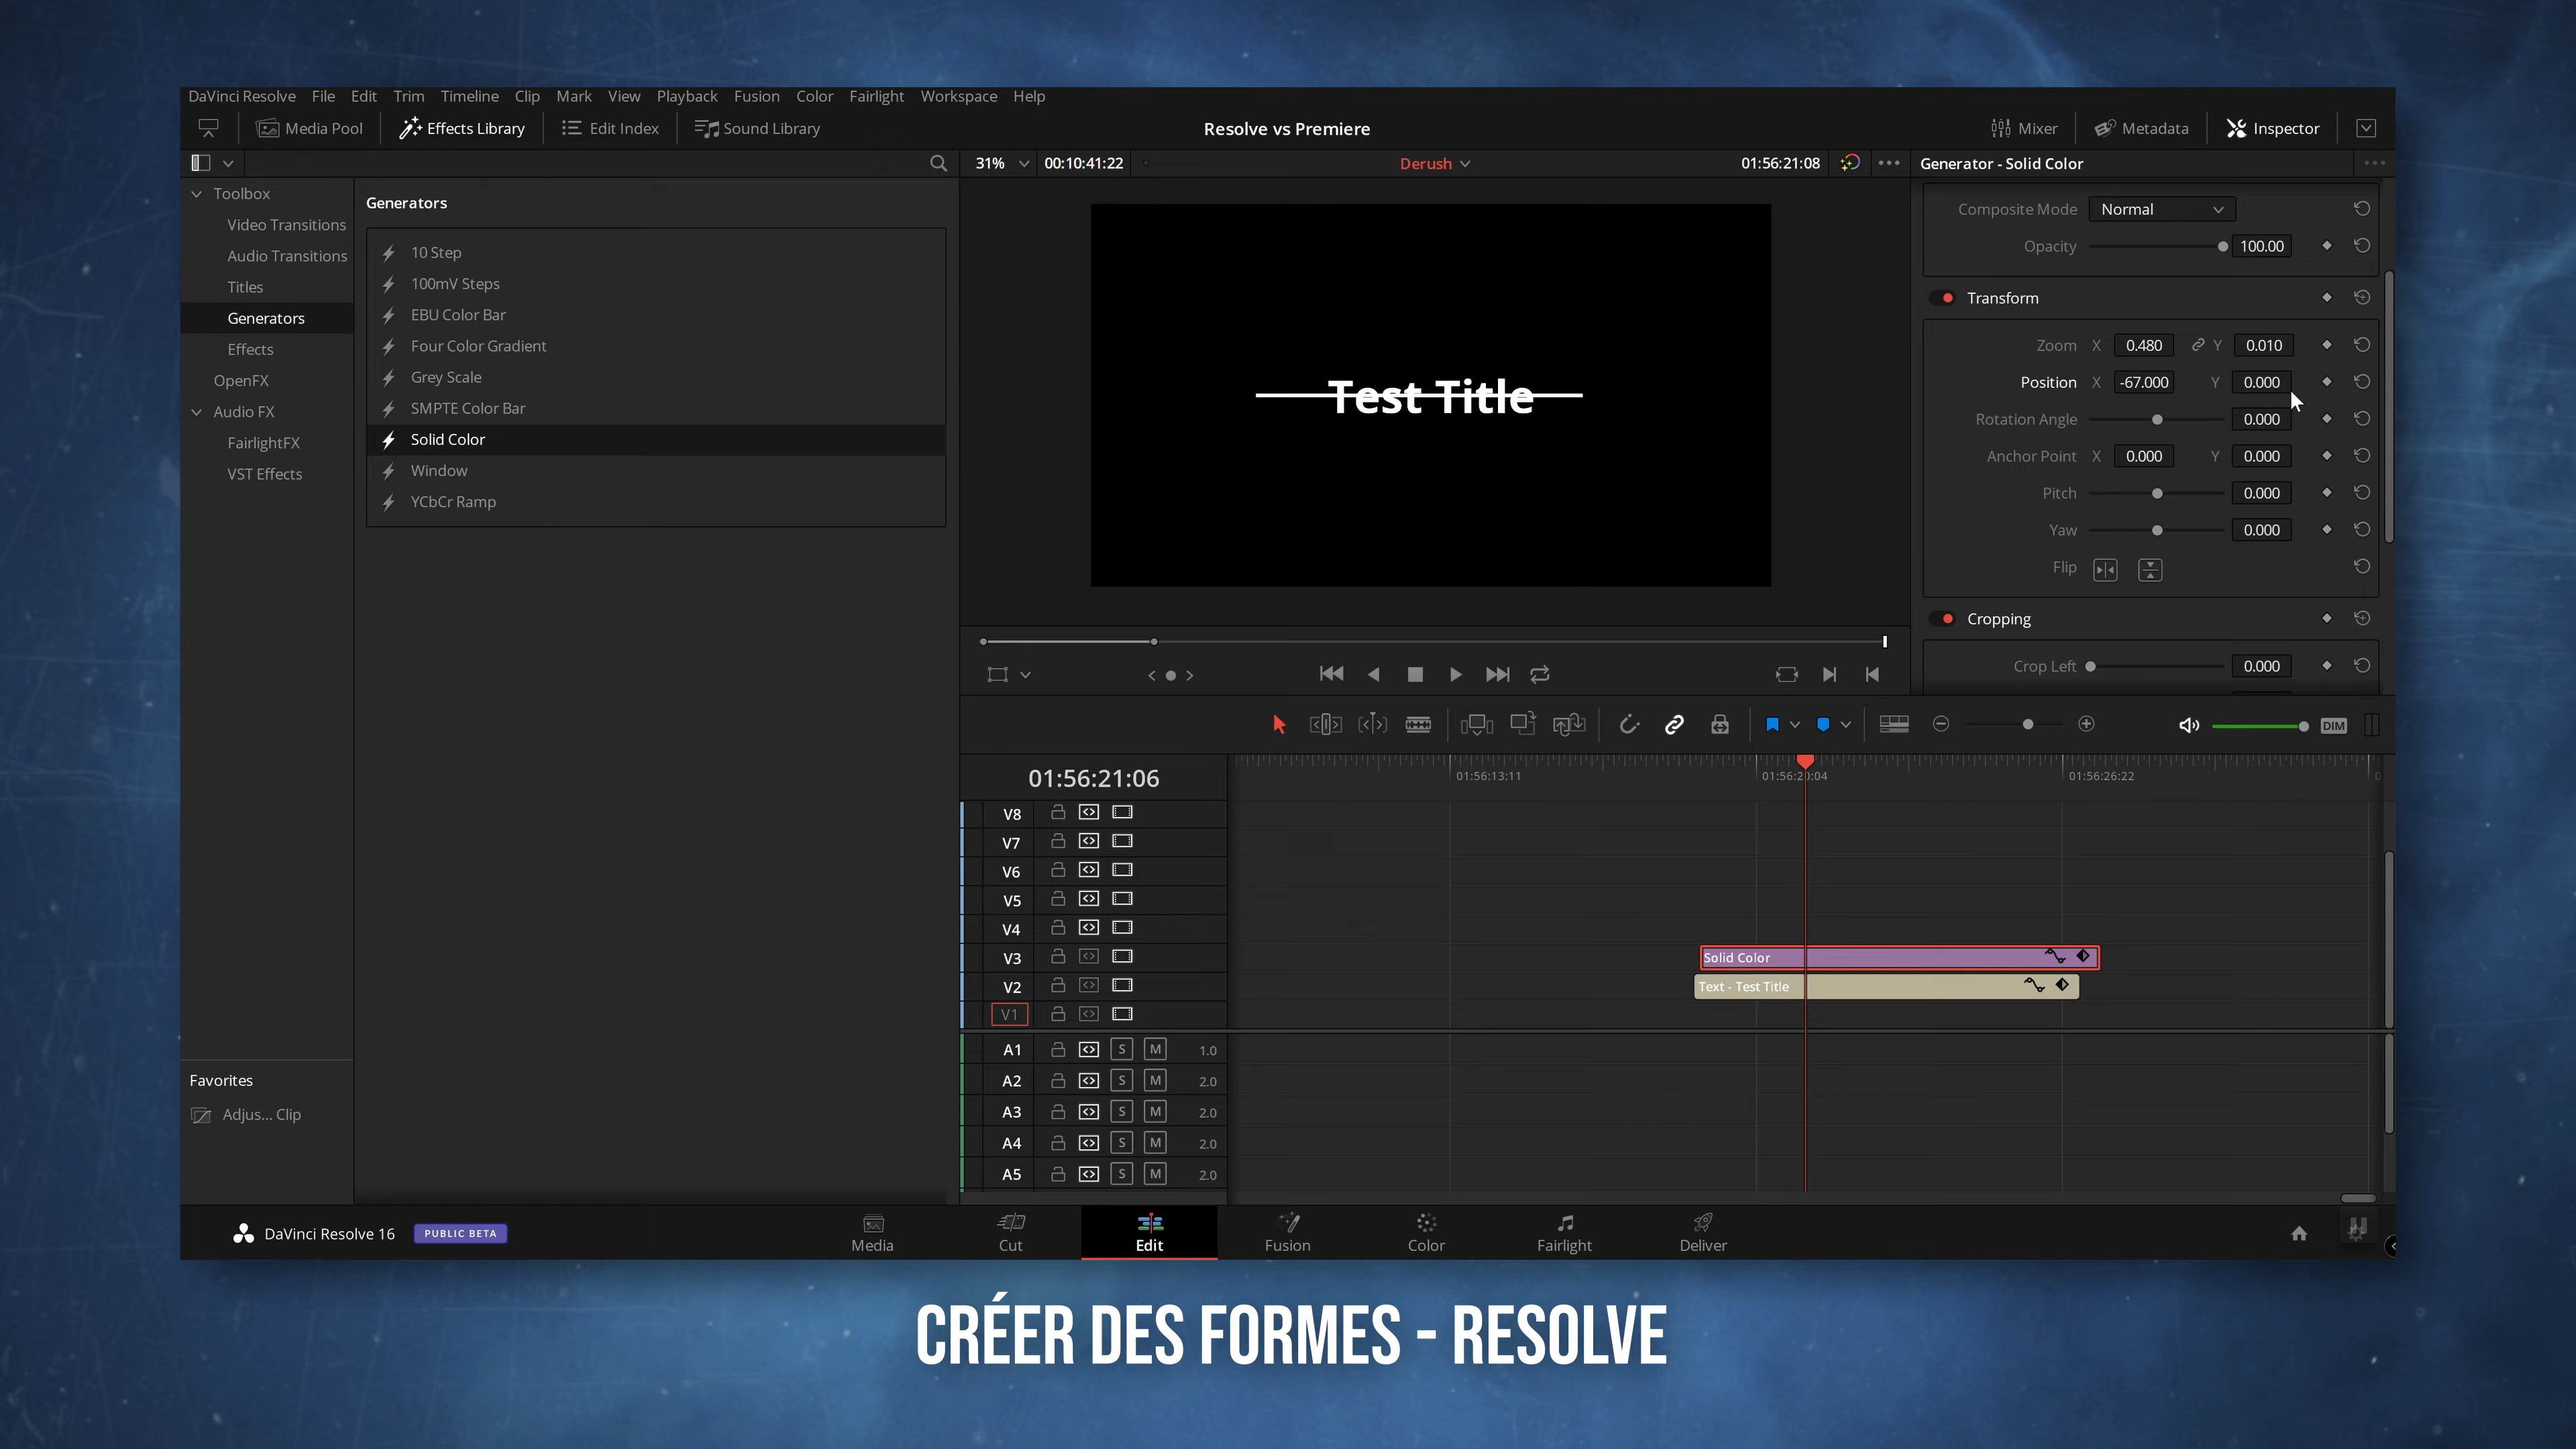 DaVinci Resolve File Edit Trim Timeline Clip Mark View Playback Fusion Color Fairlight Workspace Help
Media Pool Effects Library Edit Index Sound Library Resolve vs Premiere Mixer Metadata Inspector
31% 00:10:41:22 Derush 01:56:21:08 Generator - Solid Color
Toolbox
Video Transitions
Audio Transitions
Titles
Generators
Effects
OpenFX
Audio FX
FairlightFX
VST Effects
Favorites
Adjus... Clip
Generators
10 Step
100mV Steps
EBU Color Bar
Four Color Gradient
Grey Scale
SMPTE Color Bar
Solid Color
Window
YCbCr Ramp
Test Title
Composite Mode Normal
Opacity 100.00
Transform
Zoom X 0.480 Y 0.010
Position X -67.000 Y 0.000
Rotation Angle 0.000
Anchor Point X 0.000 Y 0.000
Pitch 0.000
Yaw 0.000
Flip
Cropping
Crop Left 0.000
DIM
01:56:21:06 01:56:13:11 01:56:20:04 01:56:26:22
V8
V7
V6
V5
V4
V3 Solid Color
V2 Text - Test Title
V1
A1 S M 1.0
A2 S M 2.0
A3 S M 2.0
A4 S M 2.0
A5 S M 2.0
DaVinci Resolve 16 PUBLIC BETA
Media Cut Edit Fusion Color Fairlight Deliver
CRÉER DES FORMES - RESOLVE